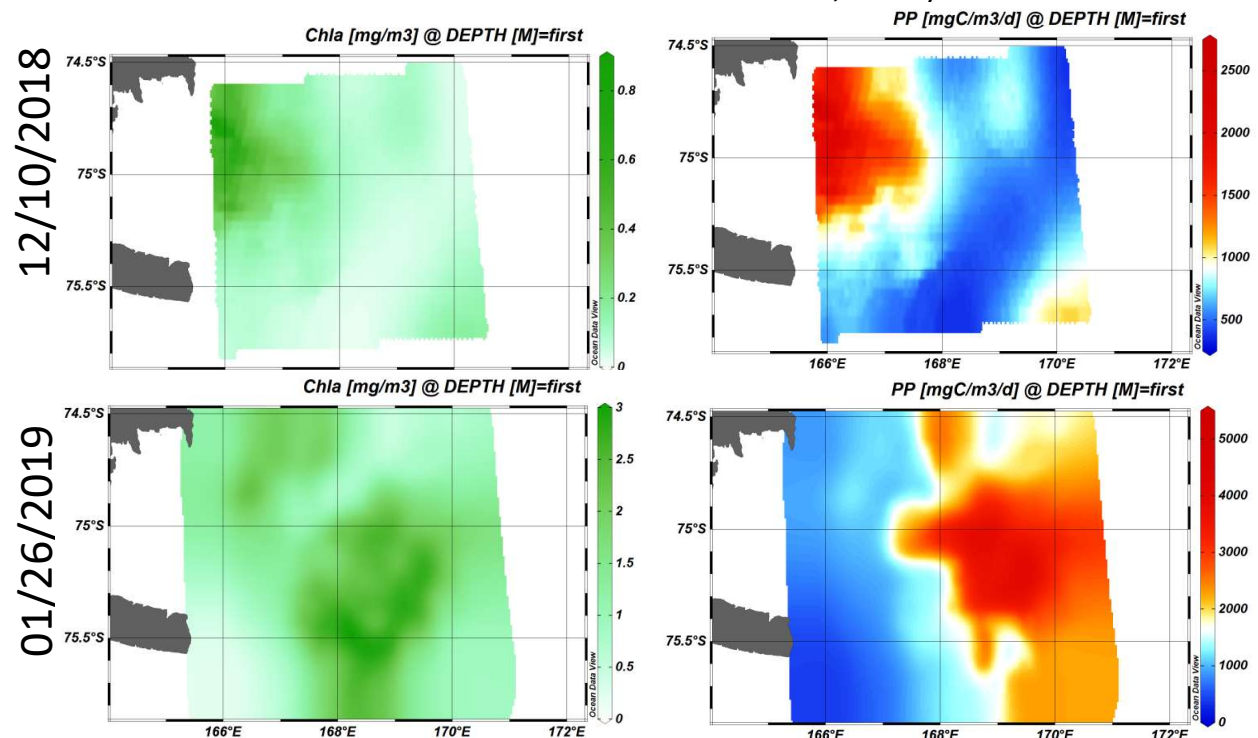 12/10/2018
Chla [mg/m3] @ DEPTH [M]=first
74.5°S
75°S
75.5°S
0.8
0.6
0.4
0.2
0
Ocean Data View
PP [mgC/m3/d] @ DEPTH [M]=first
74.5°S
75°S
75.5°S
166°E
168°E
170°E
172°E
2500
2000
1500
1000
500
Ocean Data View
01/26/2019
Chla [mg/m3] @ DEPTH [M]=first
74.5°S
75°S
75.5°S
166°E
168°E
170°E
172°E
3
2.5
2
1.5
1
0.5
0
Ocean Data View
PP [mgC/m3/d] @ DEPTH [M]=first
74.5°S
75°S
75.5°S
166°E
168°E
170°E
172°E
5000
4000
3000
2000
1000
0
Ocean Data View